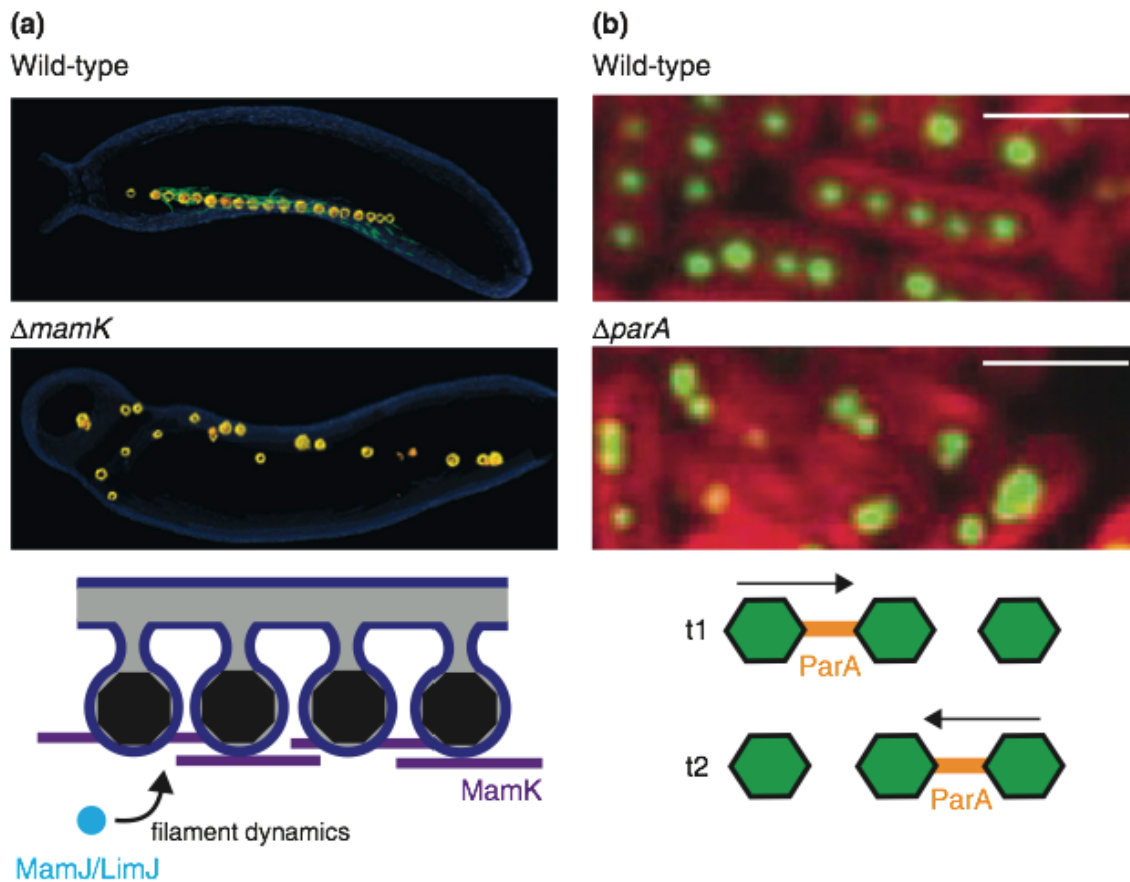 (a)
Wild-type
ΔmamK
MamK
filament dynamics
MamJ/LimJ
(b)
Wild-type
ΔparA
t1
ParA
t2
ParA